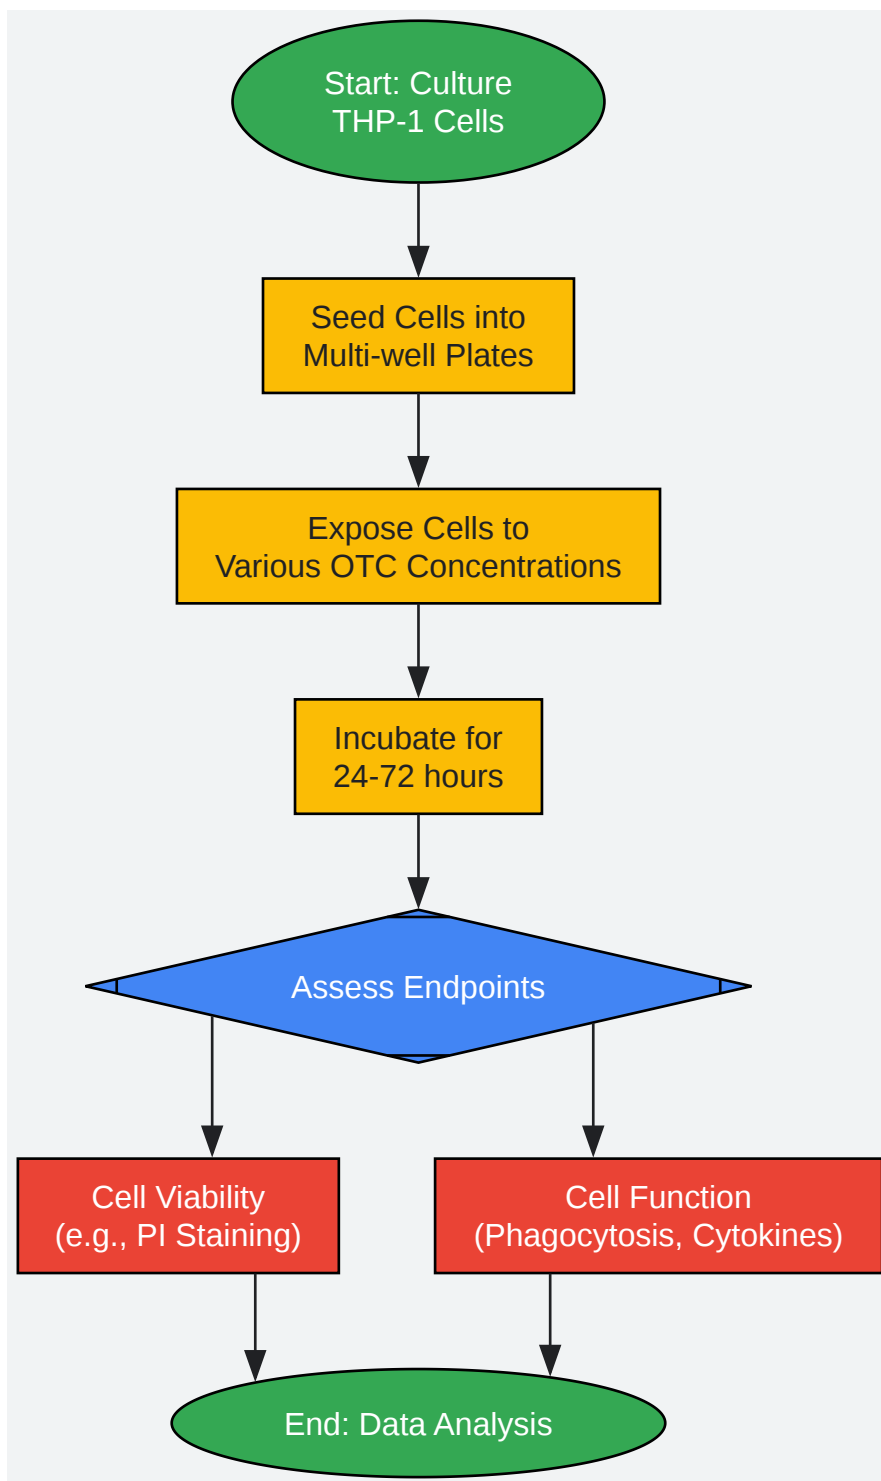 Start: Culture
THP-1 Cells
Seed Cells into
Multi-well Plates
Expose Cells to
Various OTC Concentrations
Incubate for
24-72 hours
Assess Endpoints
Cell Viability
(e.g., PI Staining)
Cell Function
(Phagocytosis, Cytokines)
End: Data Analysis